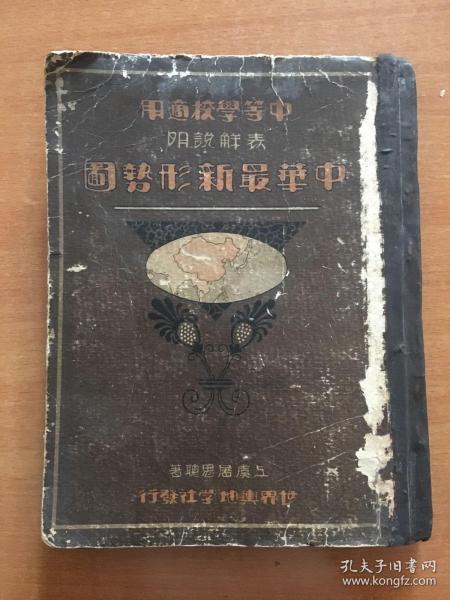 中等學校適用
表解說明
中華最新形勢圖
上虞屠思聰著
世界輿地学社發行
孔夫子旧书网
www.kongfz.com